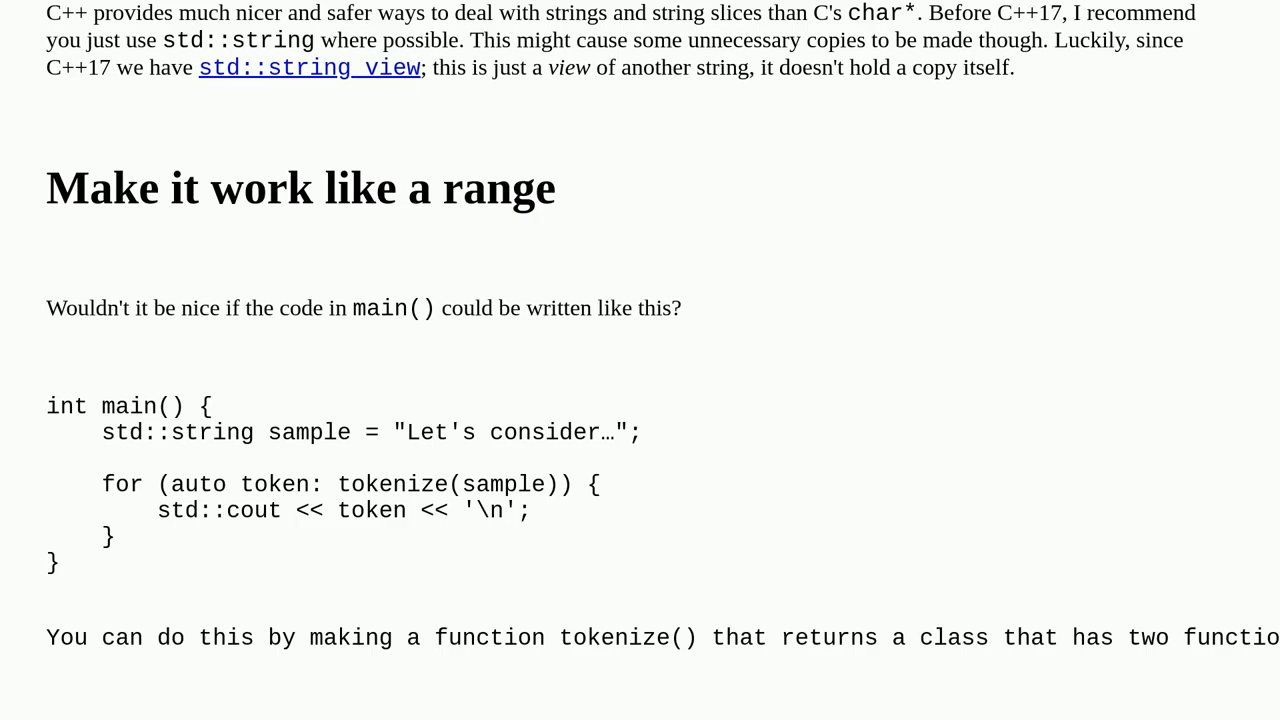 C++ provides much nicer and safer ways to deal with strings and string slices than C's char*. Before C++17, I recommend
you just use std::string where possible. This might cause some unnecessary copies to be made though. Luckily, since
C++17 we have std::string_view; this is just a view of another string, it doesn't hold a copy itself.
Make it work like a range
Wouldn't it be nice if the code in main() could be written like this?
int main() {
    std::string sample = "Let's consider…";
    for (auto token: tokenize(sample)) {
        std::cout << token << '\n';
    }
}
You can do this by making a function tokenize() that returns a class that has two